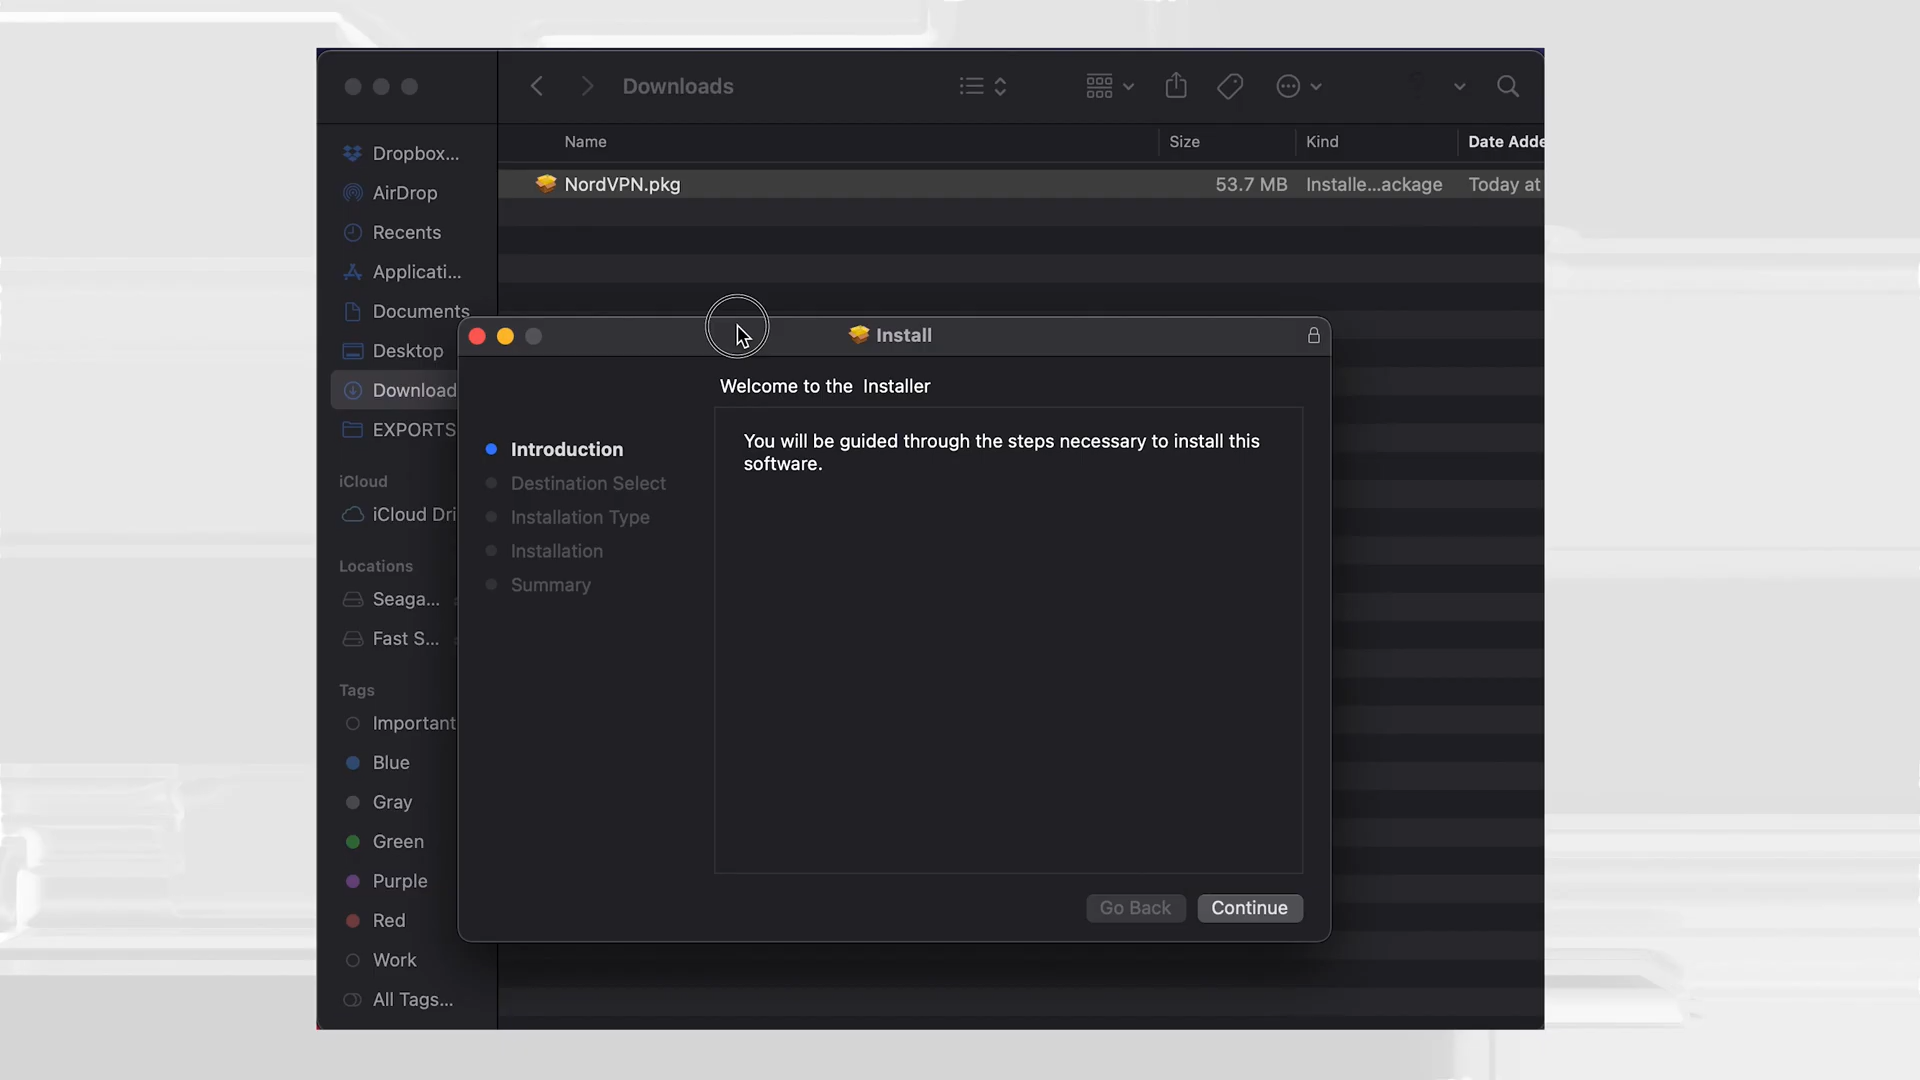 Downloads
Name Size Kind Date Adde
NordVPN.pkg 53.7 MB Installe...ackage Today at
Dropbox...
AirDrop
Recents
Applicati...
Documents
Desktop
Download
EXPORTS
iCloud
iCloud Dri
Locations
Seaga...
Fast S...
Tags
Important
Blue
Gray
Green
Purple
Red
Work
All Tags...
Install
Welcome to the Installer
Introduction
Destination Select
Installation Type
Installation
Summary
You will be guided through the steps necessary to install this
software.
Go Back Continue